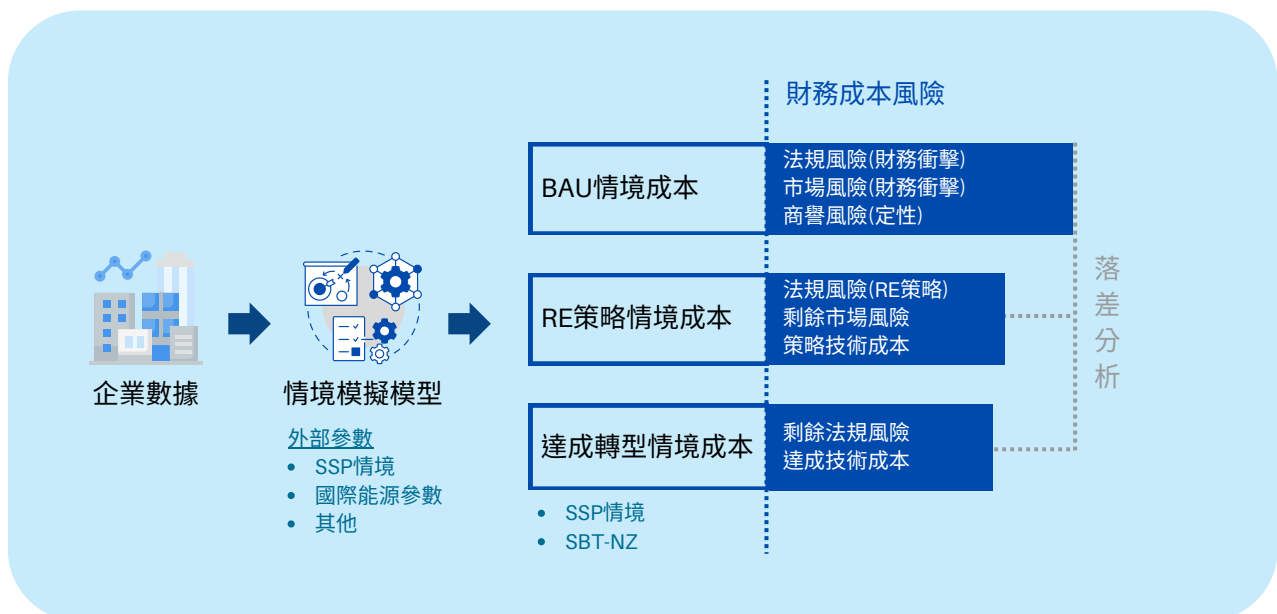 財務成本風險
BAU情境成本
法規風險(財務衝擊)
市場風險(財務衝擊)
商譽風險(定性)
RE策略情境成本
法規風險(RE策略)
剩餘市場風險
策略技術成本
達成轉型情境成本
剩餘法規風險
達成技術成本
• SSP情境
• SBT-NZ
落差分析
企業數據
情境模擬模型
外部參數
• SSP情境
• 國際能源參數
• 其他